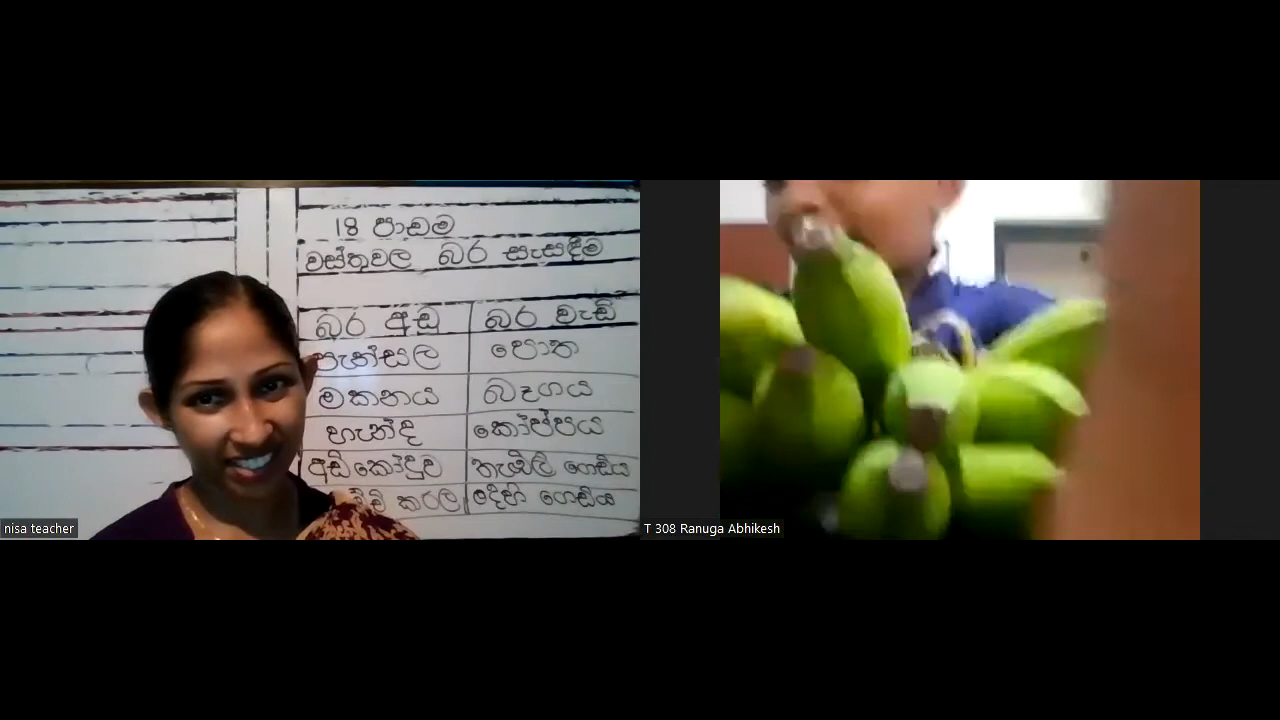 18 පාඩම
වස්තුවල බර සැසඳීම
බර අඩු බර වැඩි
පැන්සල පොත
මකනය බෑගය
හැන්ද කෝප්පය
අඩිකෝදුව තැඹිලි ගෙඩිය
කරල දෙහි ගෙඩිය
nisa teacher
T 308 Ranuga Abhikesh